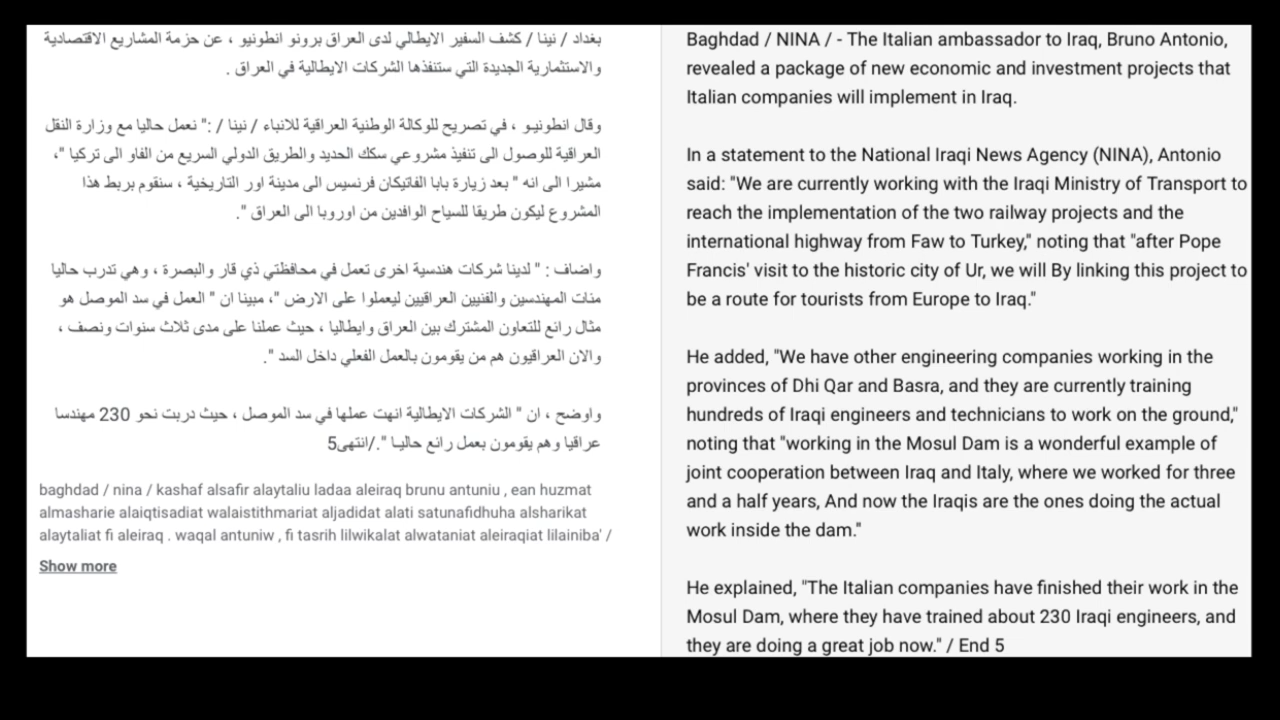 بغداد / نينا / كشف السفير الايطالي لدى العراق برونو انطونيو ، عن حزمة المشاريع الاقتصادية
والاستثمارية الجديدة التي ستنفذها الشركات الايطالية في العراق .
وقال انطونيو ، في تصريح للوكالة الوطنية العراقية للانباء / نينا / :" نعمل حاليا مع وزارة النقل
العراقية للوصول الى تنفيذ مشروعي سكك الحديد والطريق الدولي السريع من الفاو الى تركيا "،
مشيرا الى انه " بعد زيارة بابا الفاتيكان فرنسيس الى مدينة اور التاريخية ، سنقوم بربط هذا
المشروع ليكون طريقا للسياح الوافدين من اوروبا الى العراق ".
واضاف : " لدينا شركات هندسية اخرى تعمل في محافظتي ذي قار والبصرة ، وهي تدرب حاليا
مئات المهندسين والفنيين العراقيين ليعملوا على الارض "، مبينا ان " العمل في سد الموصل هو
مثال رائع للتعاون المشترك بين العراق وايطاليا ، حيث عملنا على مدى ثلاث سنوات ونصف ،
والان العراقيون هم من يقومون بالعمل الفعلي داخل السد ".
واوضح ، ان " الشركات الايطالية انهت عملها في سد الموصل ، حيث دربت نحو 230 مهندسا
عراقيا وهم يقومون بعمل رائع حاليا "./انتهى5
baghdad / nina / kashaf alsafir alaytaliu ladaa aleiraq brunu antuniu , ean huzmat
almasharie alaiqtisadiat walaistithmariat aljadidat alati satunafidhuha alsharikat
alaytaliat fi aleiraq . waqal antuniw , fi tasrih lilwikalat alwataniat aleiraqiat lilainiba' /
Show more
Baghdad / NINA / - The Italian ambassador to Iraq, Bruno Antonio,
revealed a package of new economic and investment projects that
Italian companies will implement in Iraq.
In a statement to the National Iraqi News Agency (NINA), Antonio
said: "We are currently working with the Iraqi Ministry of Transport to
reach the implementation of the two railway projects and the
international highway from Faw to Turkey," noting that "after Pope
Francis' visit to the historic city of Ur, we will By linking this project to
be a route for tourists from Europe to Iraq."
He added, "We have other engineering companies working in the
provinces of Dhi Qar and Basra, and they are currently training
hundreds of Iraqi engineers and technicians to work on the ground,"
noting that "working in the Mosul Dam is a wonderful example of
joint cooperation between Iraq and Italy, where we worked for three
and a half years, And now the Iraqis are the ones doing the actual
work inside the dam."
He explained, "The Italian companies have finished their work in the
Mosul Dam, where they have trained about 230 Iraqi engineers, and
they are doing a great job now." / End 5